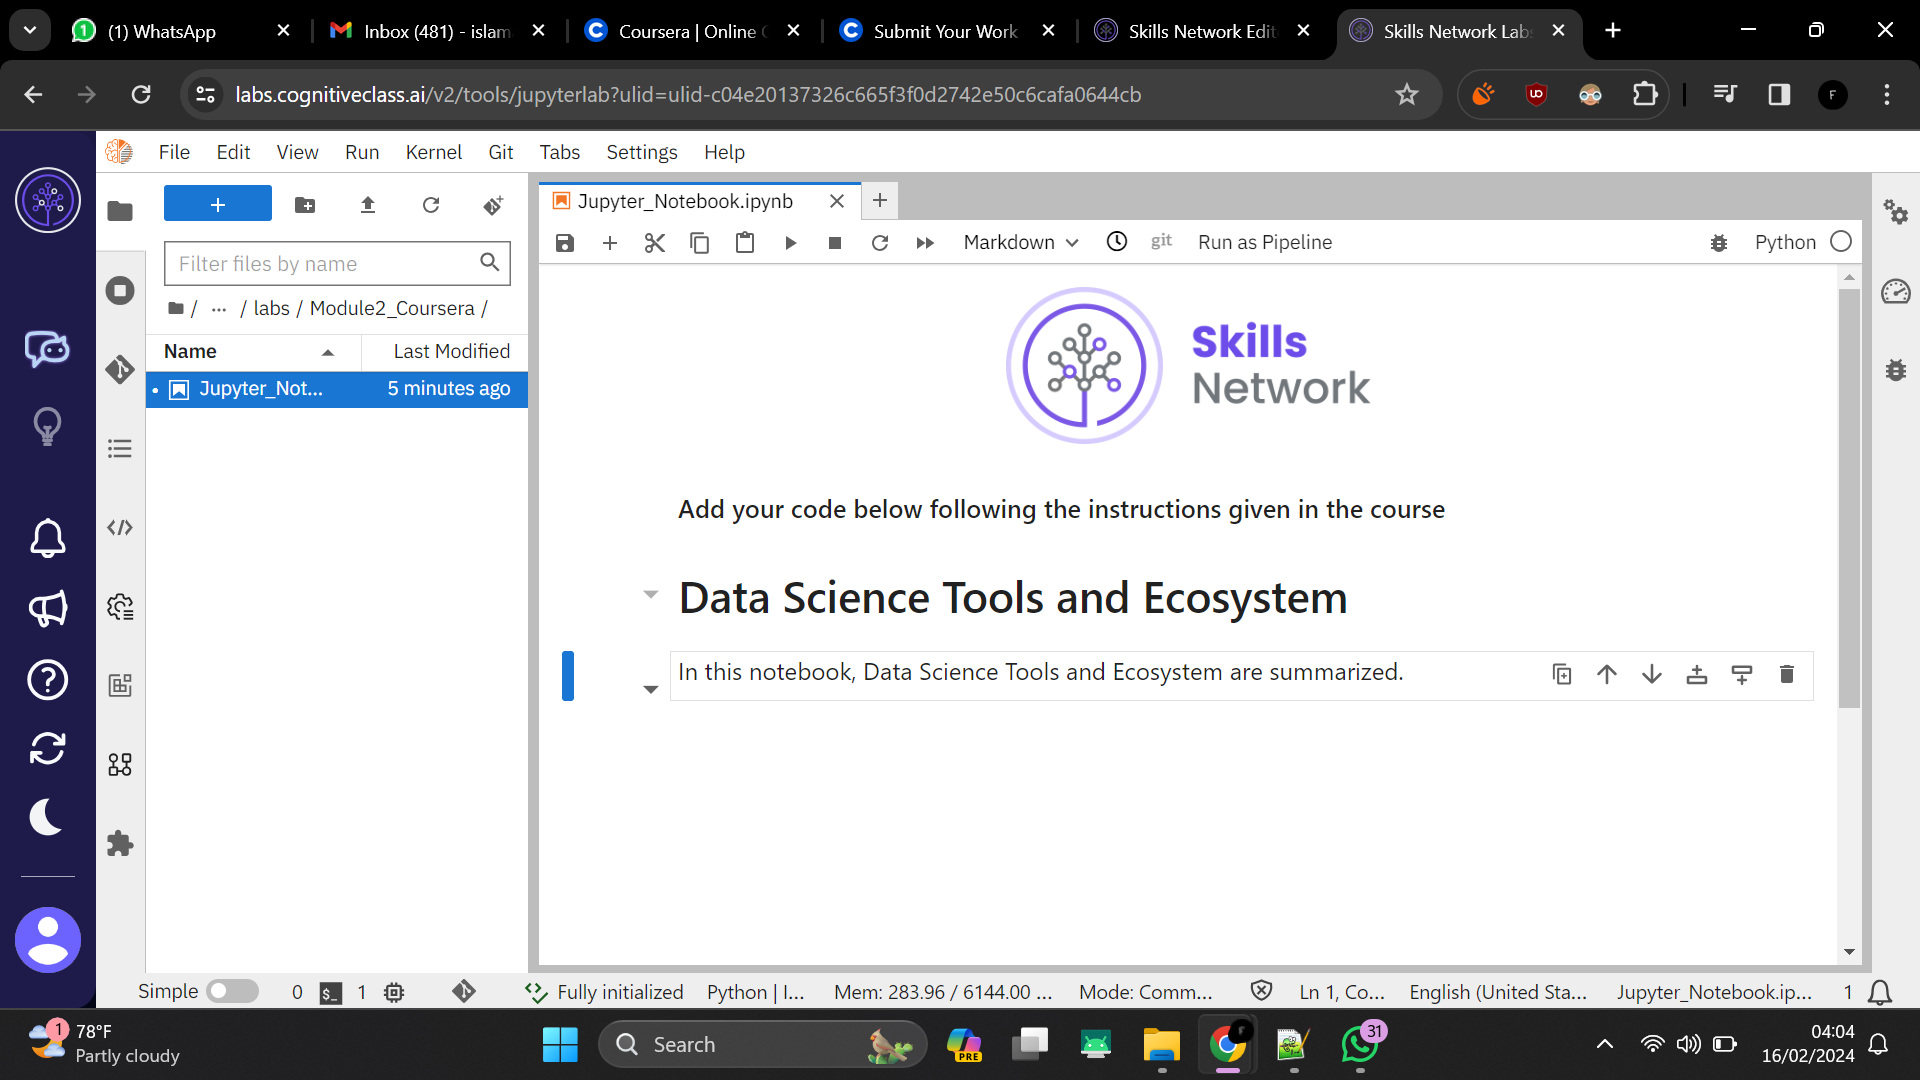 (1) WhatsApp
Inbox (481) - islam
Coursera | Online
Submit Your Work
Skills Network Edit
Skills Network Lab
labs.cognitiveclass.ai/v2/tools/jupyterlab?ulid=ulid-c04e20137326c665f3f0d2742e50c6cafa0644cb
F
File Edit View Run Kernel Git Tabs Settings Help
Jupyter_Notebook.ipynb
Markdown
git
Run as Pipeline
Python
Filter files by name
/ ... / labs / Module2_Coursera /
Name
Last Modified
Jupyter_Not...
5 minutes ago
Skills
Network
Add your code below following the instructions given in the course
Data Science Tools and Ecosystem
In this notebook, Data Science Tools and Ecosystem are summarized.
Simple
0
$_
1
Fully initialized
Python | I...
Mem: 283.96 / 6144.00 ...
Mode: Comm...
Ln 1, Co...
English (United Sta...
Jupyter_Notebook.ip...
1
1
78°F
Partly cloudy
Search
PRE
31
04:04
16/02/2024